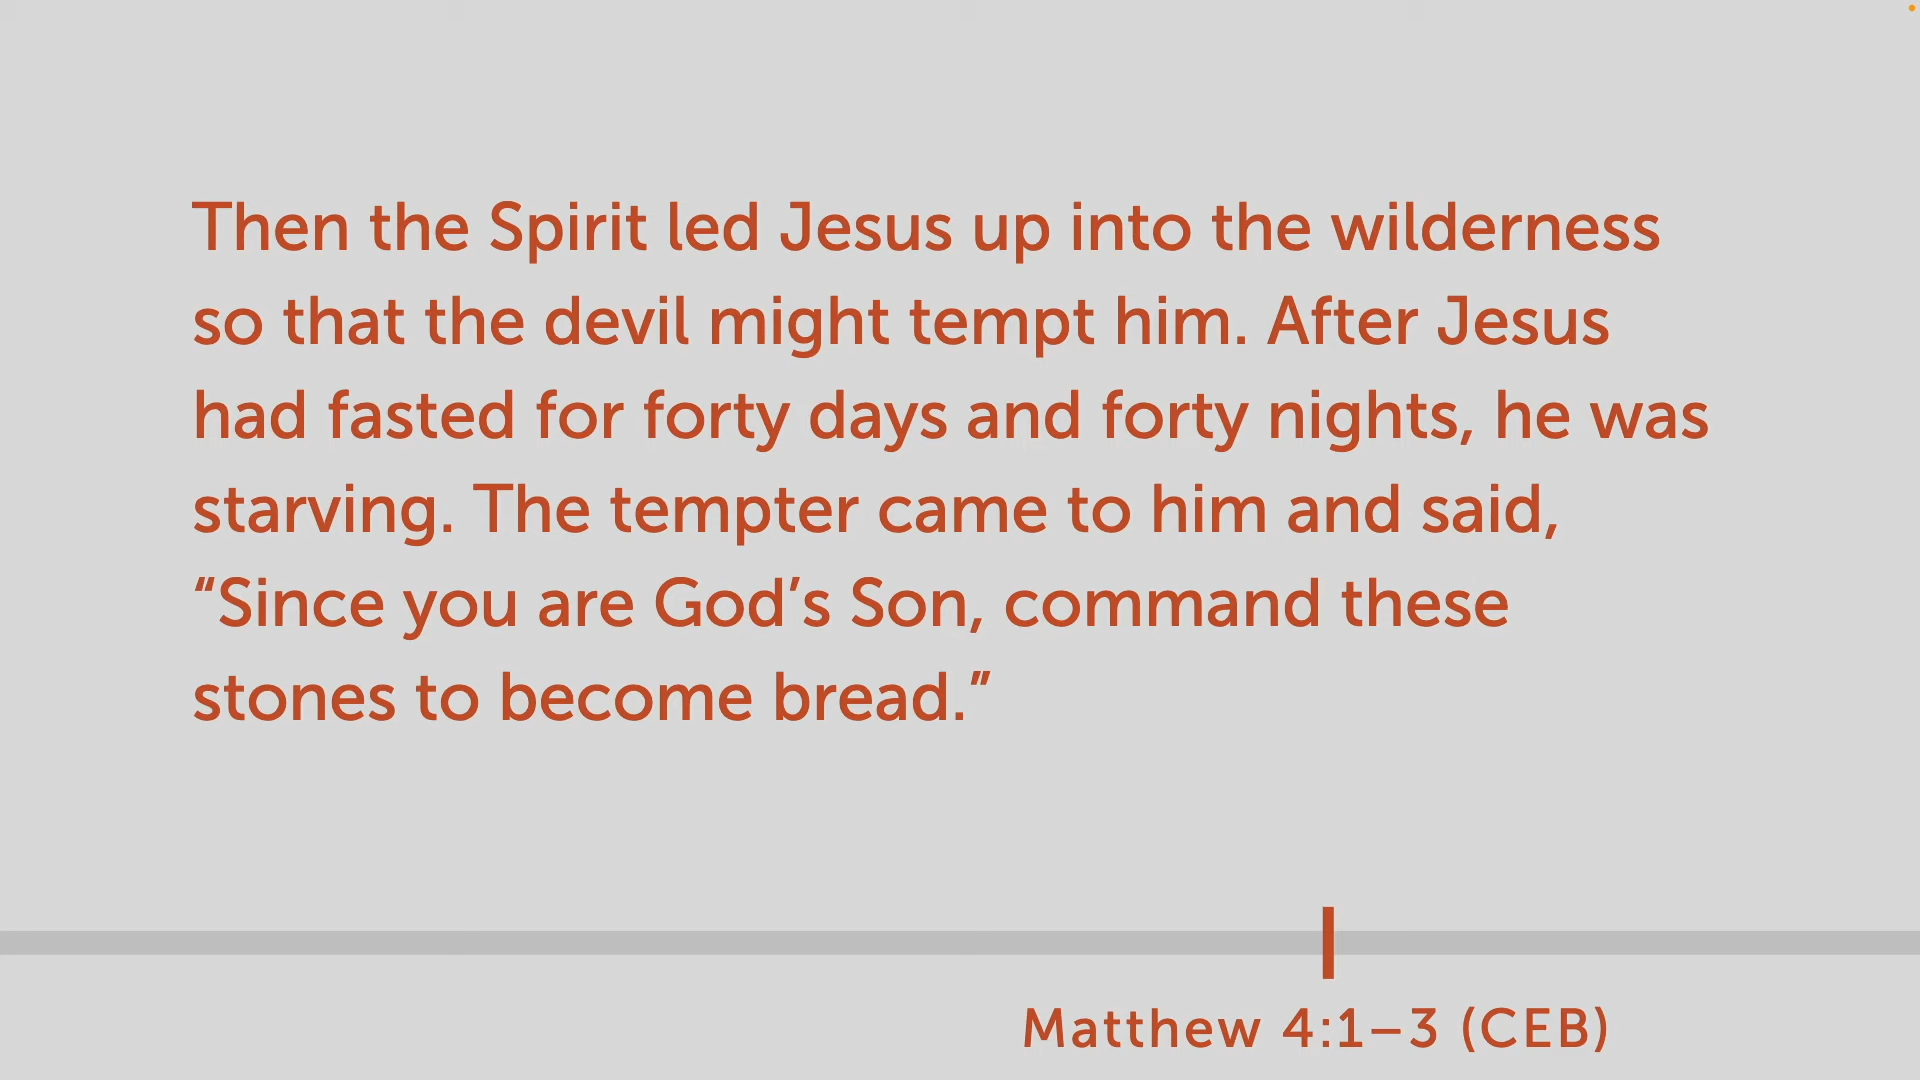 Then the Spirit led Jesus up into the wilderness
so that the devil might tempt him. After Jesus
had fasted for forty days and forty nights, he was
starving. The tempter came to him and said,
“Since you are God’s Son, command these
stones to become bread.”
Matthew 4:1–3 (CEB)